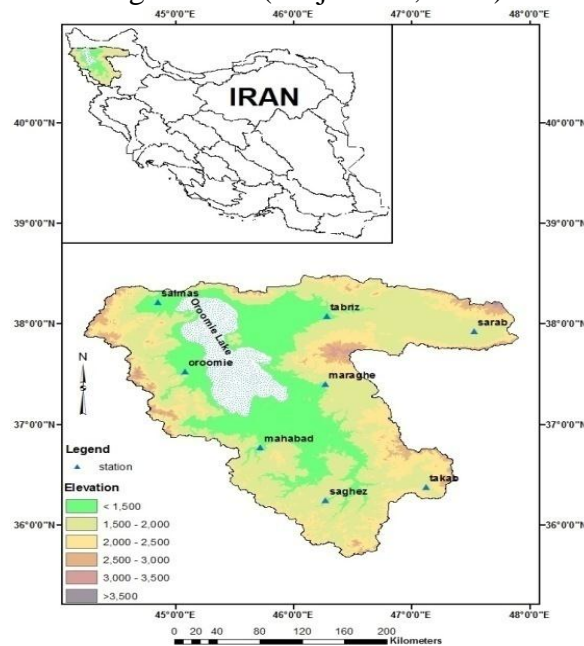 45°0'0"E 46°0'0"E 47°0'0"E 48°0'0"E
IRAN
40°0'0"N 40°0'0"N
39°0'0"N 39°0'0"N
salmas
Oroomie Lake
tabriz
sarab
38°0'0"N 38°0'0"N
N
oroomie
maraghe
37°0'0"N 37°0'0"N
mahabad
Legend
station
takab
saghez
Elevation
< 1,500
1,500 - 2,000
36°0'0"N 36°0'0"N
2,000 - 2,500
2,500 - 3,000
3,000 - 3,500
>3,500
45°0'0"E 46°0'0"E 47°0'0"E 48°0'0"E
0 20 40 80 120 160 200
Kilometers